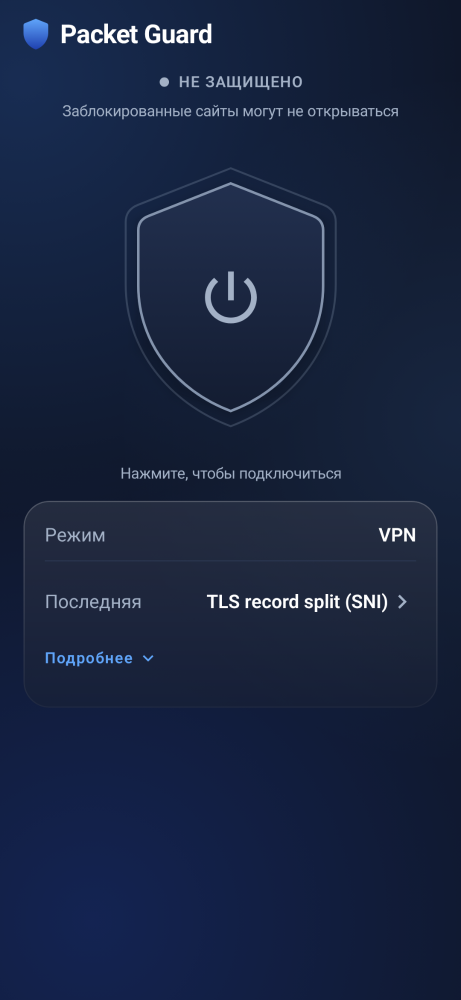 Packet Guard
НЕ ЗАЩИЩЕНО
Заблокированные сайты могут не открываться
Нажмите, чтобы подключиться
Режим VPN
Последняя TLS record split (SNI)
Подробнее